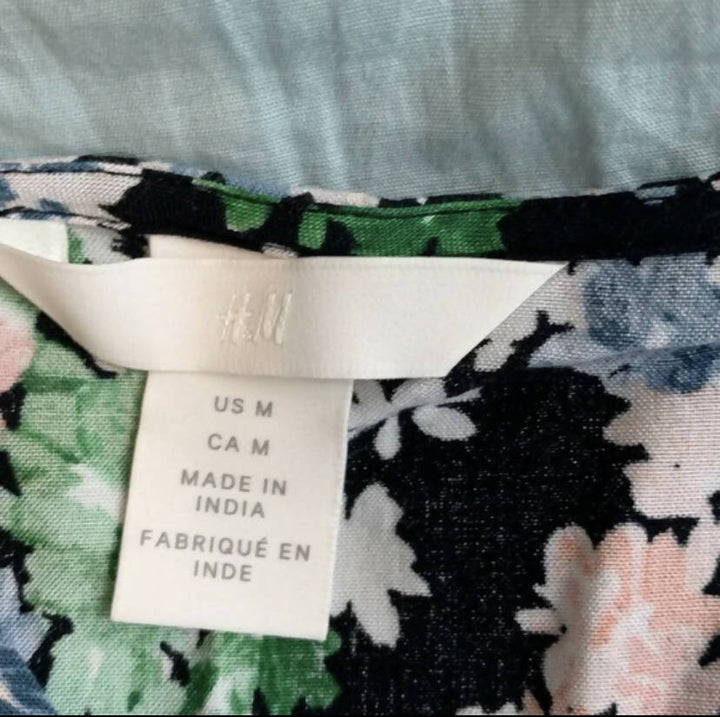 H&M
US M
CA M
MADE IN
INDIA
FABRIQUÉ EN
INDE